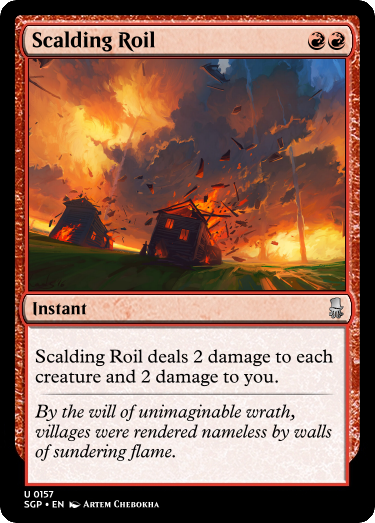 Scalding Roil
Instant
Scalding Roil deals 2 damage to each
creature and 2 damage to you.
By the will of unimaginable wrath,
villages were rendered nameless by walls
of sundering flame.
U 0157
SGP • EN Artem Chebokha